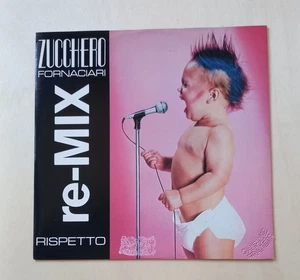 ZUCCHERO
FORNACIARI
re-MIX
RISPETTO